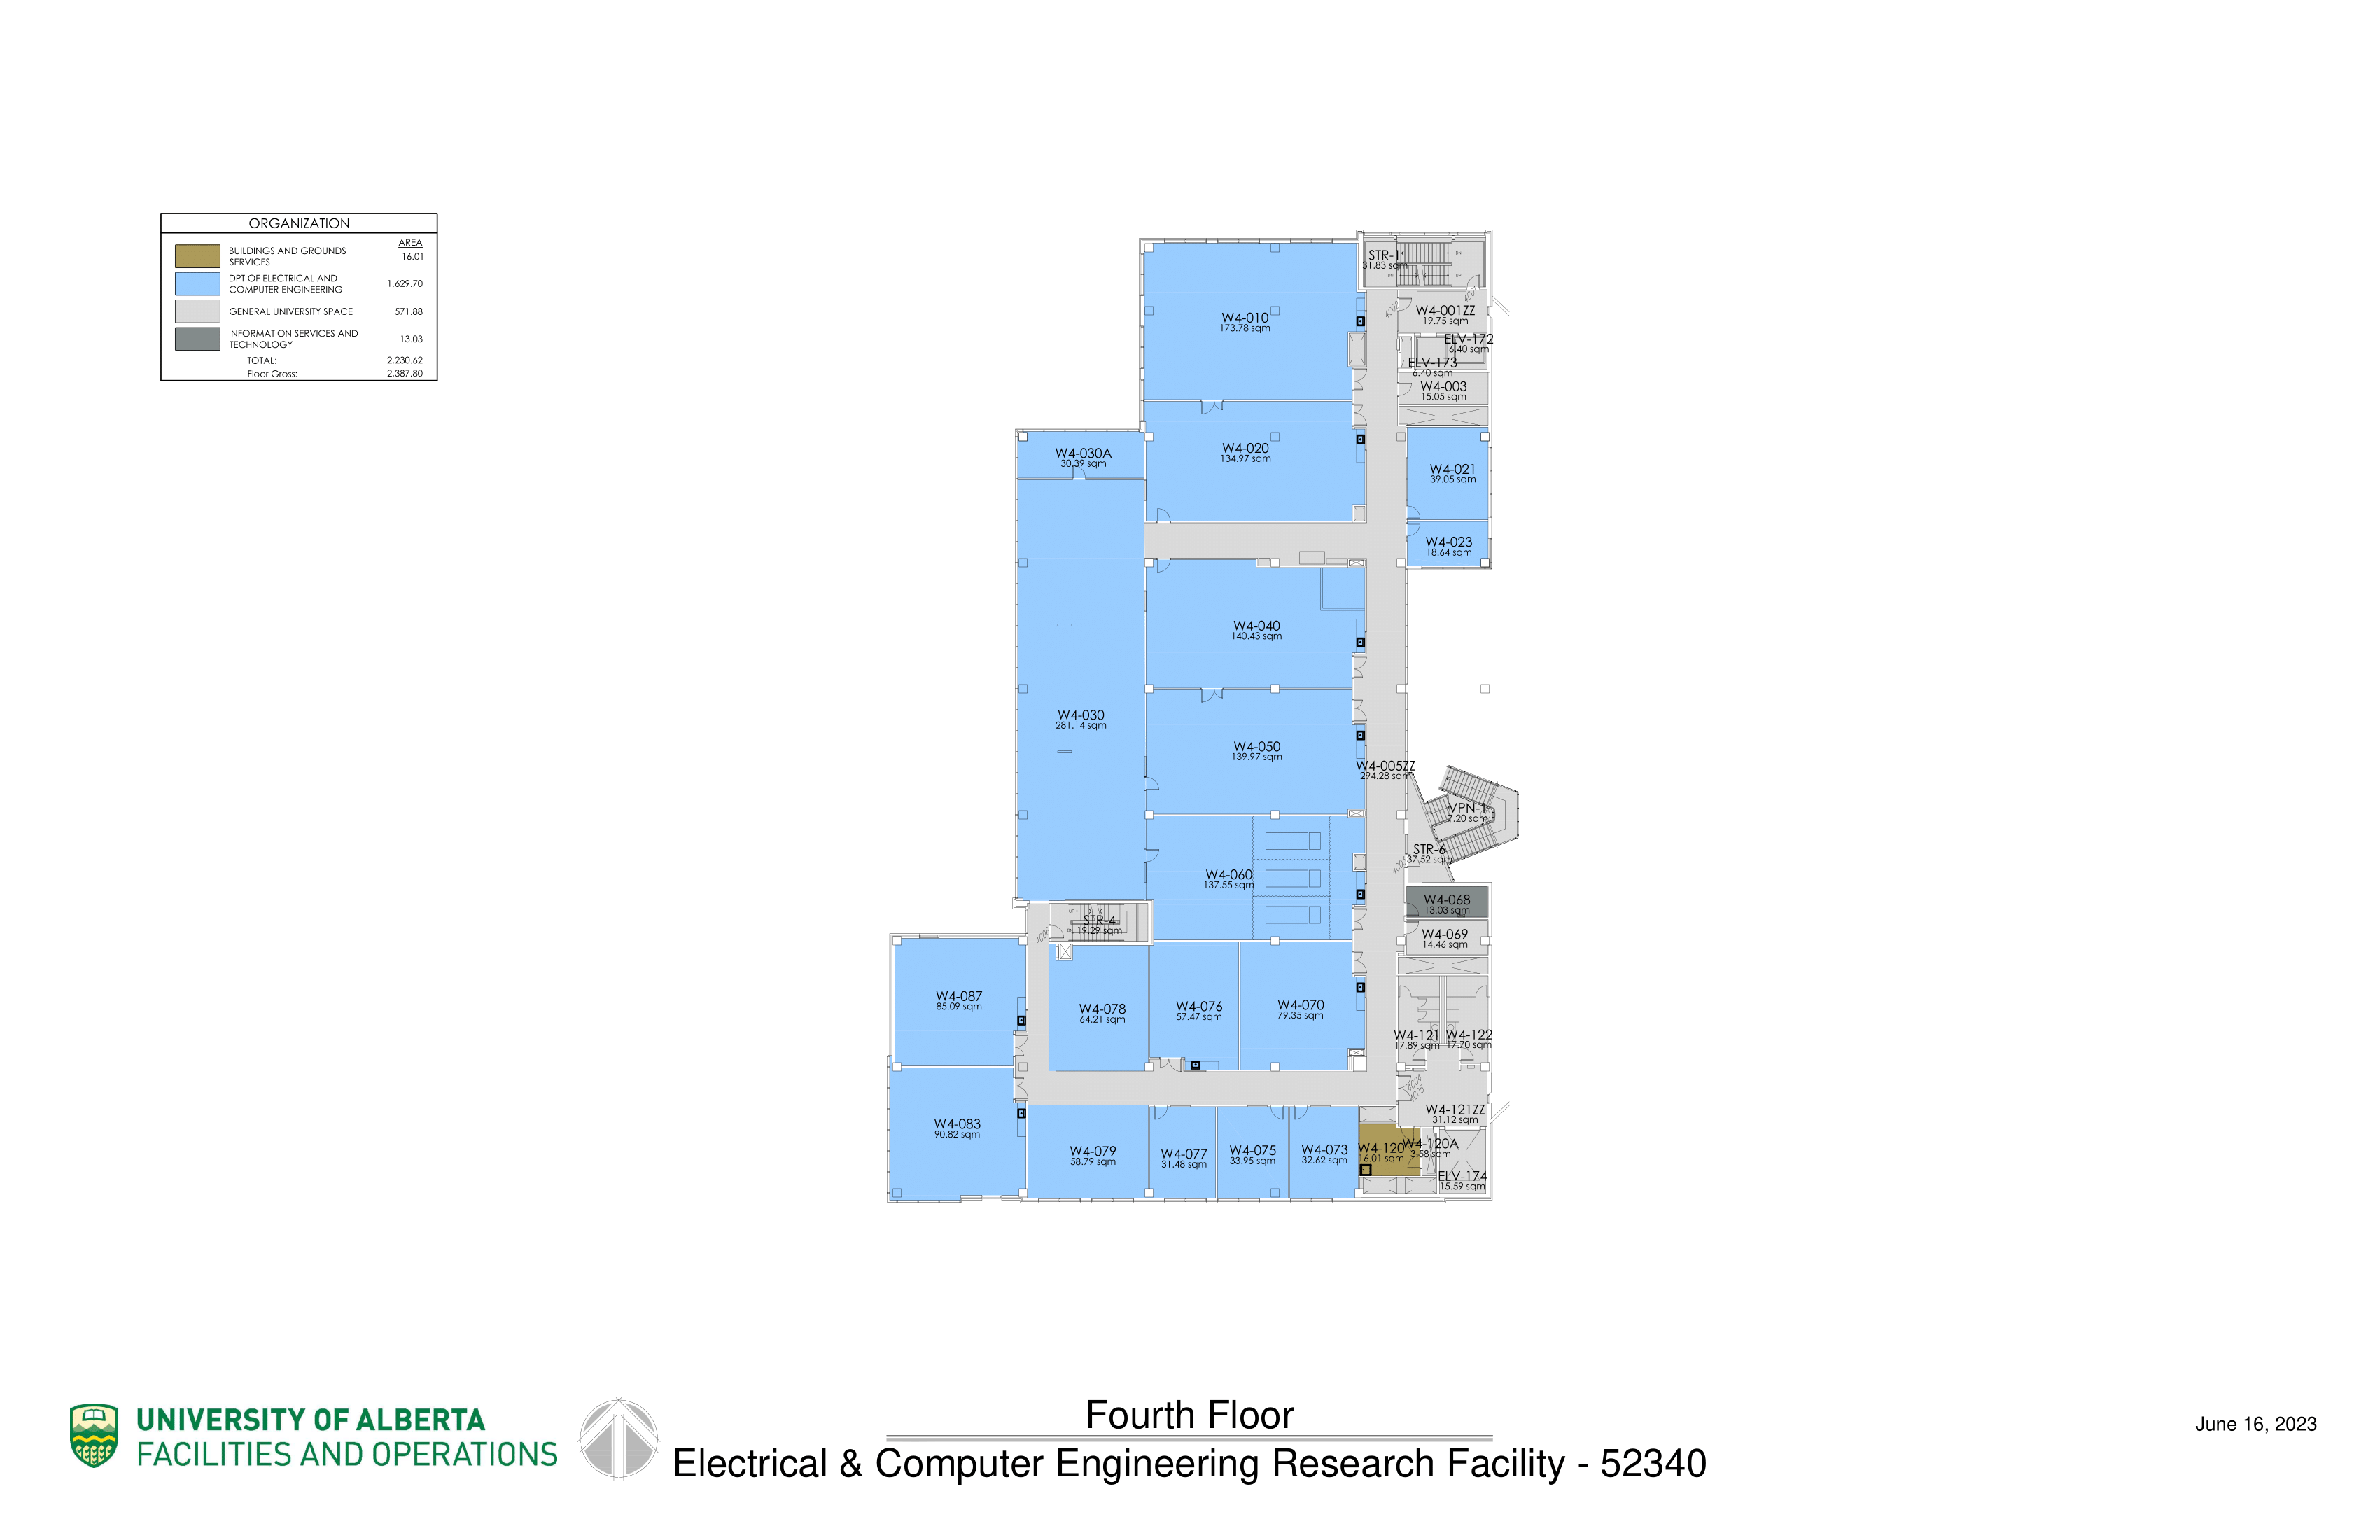 ORGANIZATION
AREA
BUILDINGS AND GROUNDS
SERVICES
16.01
DPT OF ELECTRICAL AND
COMPUTER ENGINEERING
1,629.70
GENERAL UNIVERSITY SPACE
571.88
INFORMATION SERVICES AND
TECHNOLOGY
13.03
TOTAL:
2,230.62
Floor Gross:
2,387.80
STR-1
31.83 sqm
DN
DN
UP
4C01
4C02
W4-001ZZ
19.75 sqm
W4-010
173.78 sqm
ELV-172
6.40 sqm
ELV-173
6.40 sqm
W4-003
15.05 sqm
W4-030A
30.39 sqm
W4-020
134.97 sqm
W4-021
39.05 sqm
W4-023
18.64 sqm
W4-040
140.43 sqm
W4-030
281.14 sqm
W4-050
139.97 sqm
W4-005ZZ
294.28 sqm
VPN-1
7.20 sqm
STR-6
37.52 sqm
W4-060
137.55 sqm
W4-068
13.03 sqm
UP
STR-4
19.29 sqm
4C06
W4-069
14.46 sqm
W4-087
85.09 sqm
W4-078
64.21 sqm
W4-076
57.47 sqm
W4-070
79.35 sqm
W4-121
17.89 sqm
W4-122
17.70 sqm
4C04
4C05
W4-121ZZ
31.12 sqm
W4-083
90.82 sqm
W4-079
58.79 sqm
W4-077
31.48 sqm
W4-075
33.95 sqm
W4-073
32.62 sqm
W4-120
16.01 sqm
W4-120A
3.58 sqm
ELV-174
15.59 sqm
UNIVERSITY OF ALBERTA
FACILITIES AND OPERATIONS
Fourth Floor
Electrical & Computer Engineering Research Facility - 52340
June 16, 2023